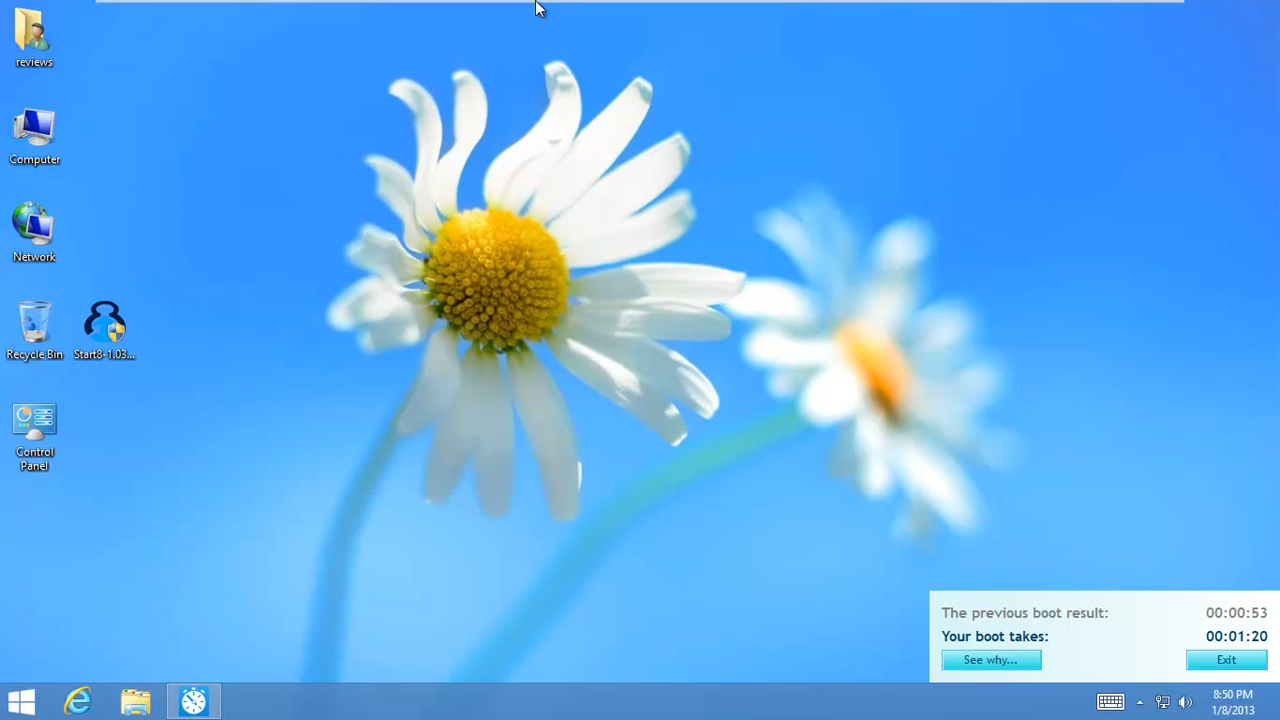 reviews
Computer
Network
Recycle Bin
Start8-1.03...
Control
Panel
The previous boot result: 00:00:53
Your boot takes: 00:01:20
See why... Exit
8:50 PM
1/8/2013